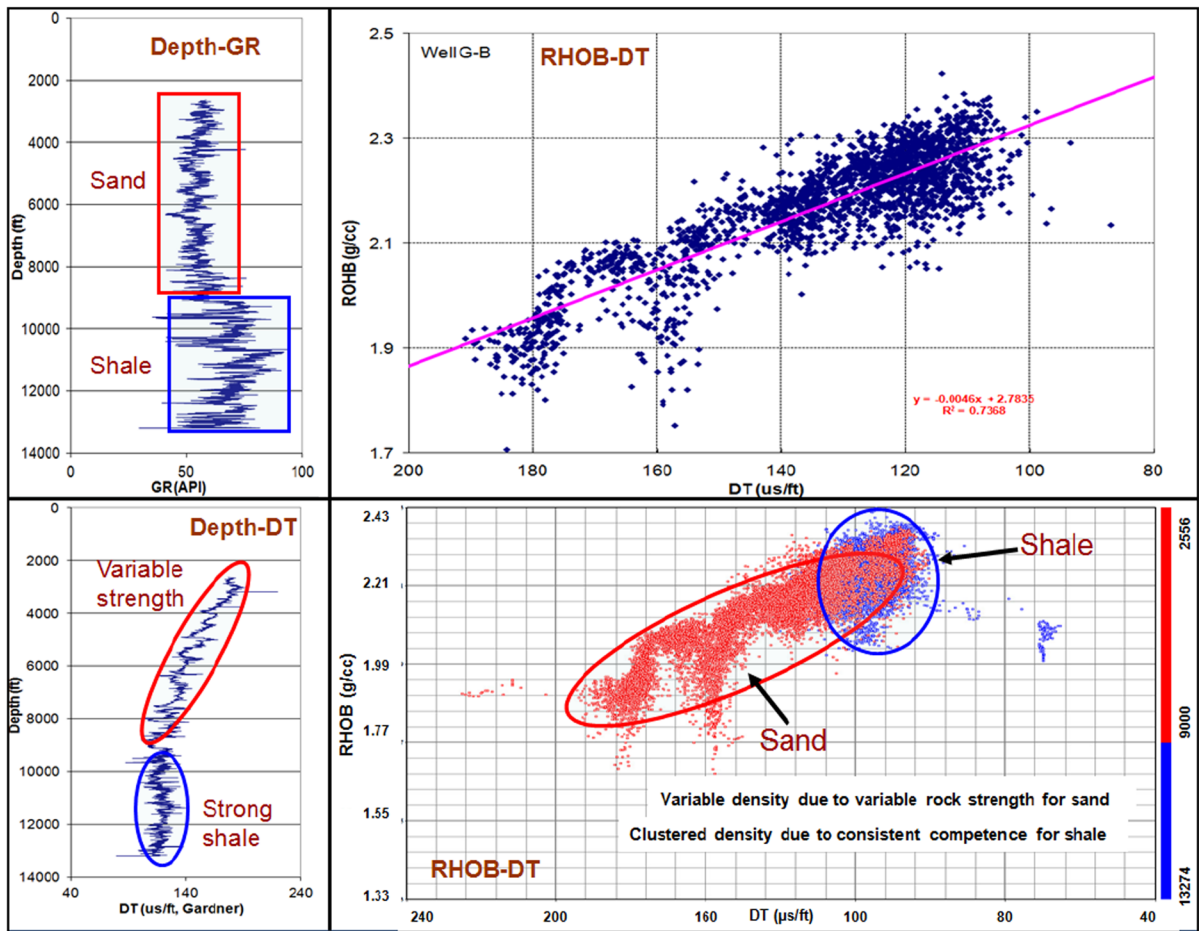 Depth-GR
0
2000
4000
6000
8000
10000
12000
14000
Depth (ft)
Sand
Shale
0
50
100
GR(API)
WellG-B
RHOB-DT
2.5
2.3
2.1
1.9
1.7
ROHB (g/cc)
y = -0.0046x + 2.7835
R² = 0.7368
200
180
160
140
120
100
80
DT (us/ft)
Depth-DT
0
2000
4000
6000
8000
10000
12000
14000
Depth (ft)
Variable
strength
Strong
shale
40
140
240
DT (us/ft, Gardner)
2.43
2.21
1.99
1.77
1.55
1.33
RHOB (g/cc)
Shale
Sand
Variable density due to variable rock strength for sand
Clustered density due to consistent competence for shale
RHOB-DT
240
200
160
DT (µs/ft)
100
80
40
2556
9000
13274